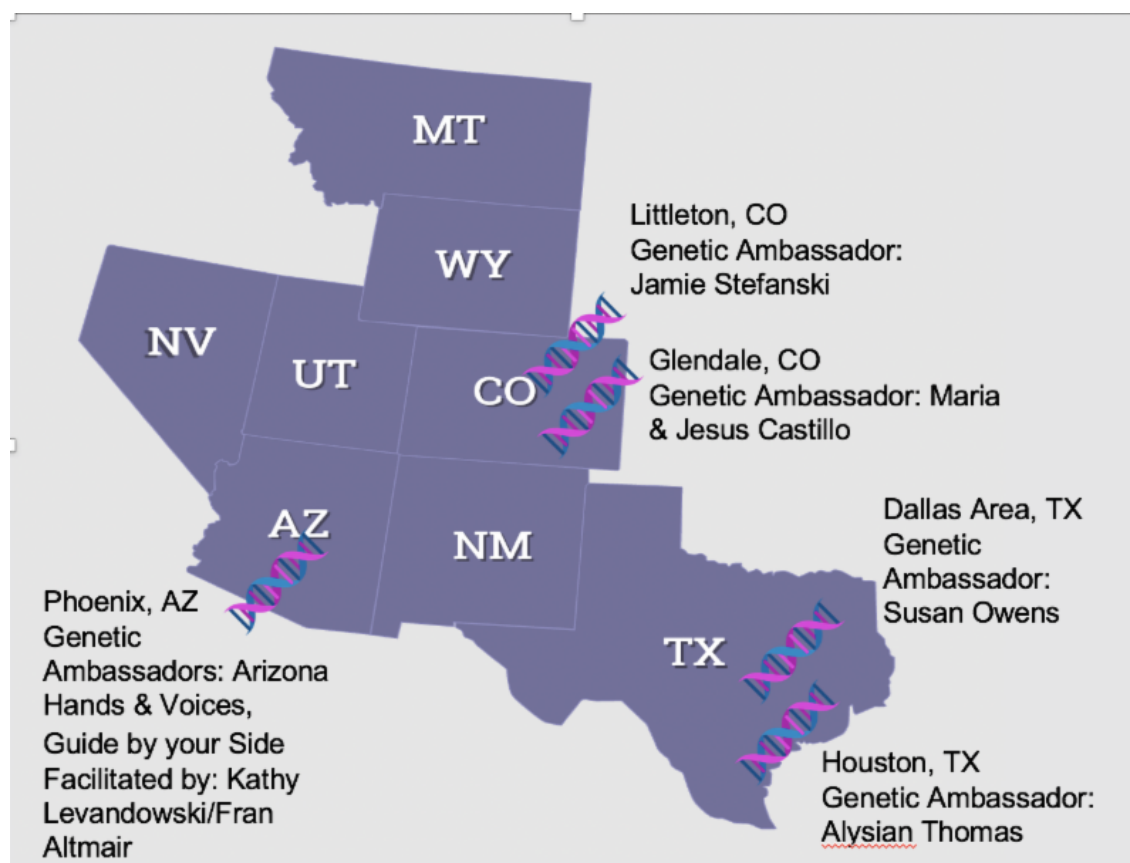 MT
WY
NV
UT
CO
AZ
NM
TX
Littleton, CO
Genetic Ambassador:
Jamie Stefanski
Glendale, CO
Genetic Ambassador: Maria
& Jesus Castillo
Dallas Area, TX
Genetic
Ambassador:
Susan Owens
Phoenix, AZ
Genetic
Ambassadors: Arizona
Hands & Voices,
Guide by your Side
Facilitated by: Kathy
Levandowski/Fran
Altmair
Houston, TX
Genetic Ambassador:
Alysian Thomas